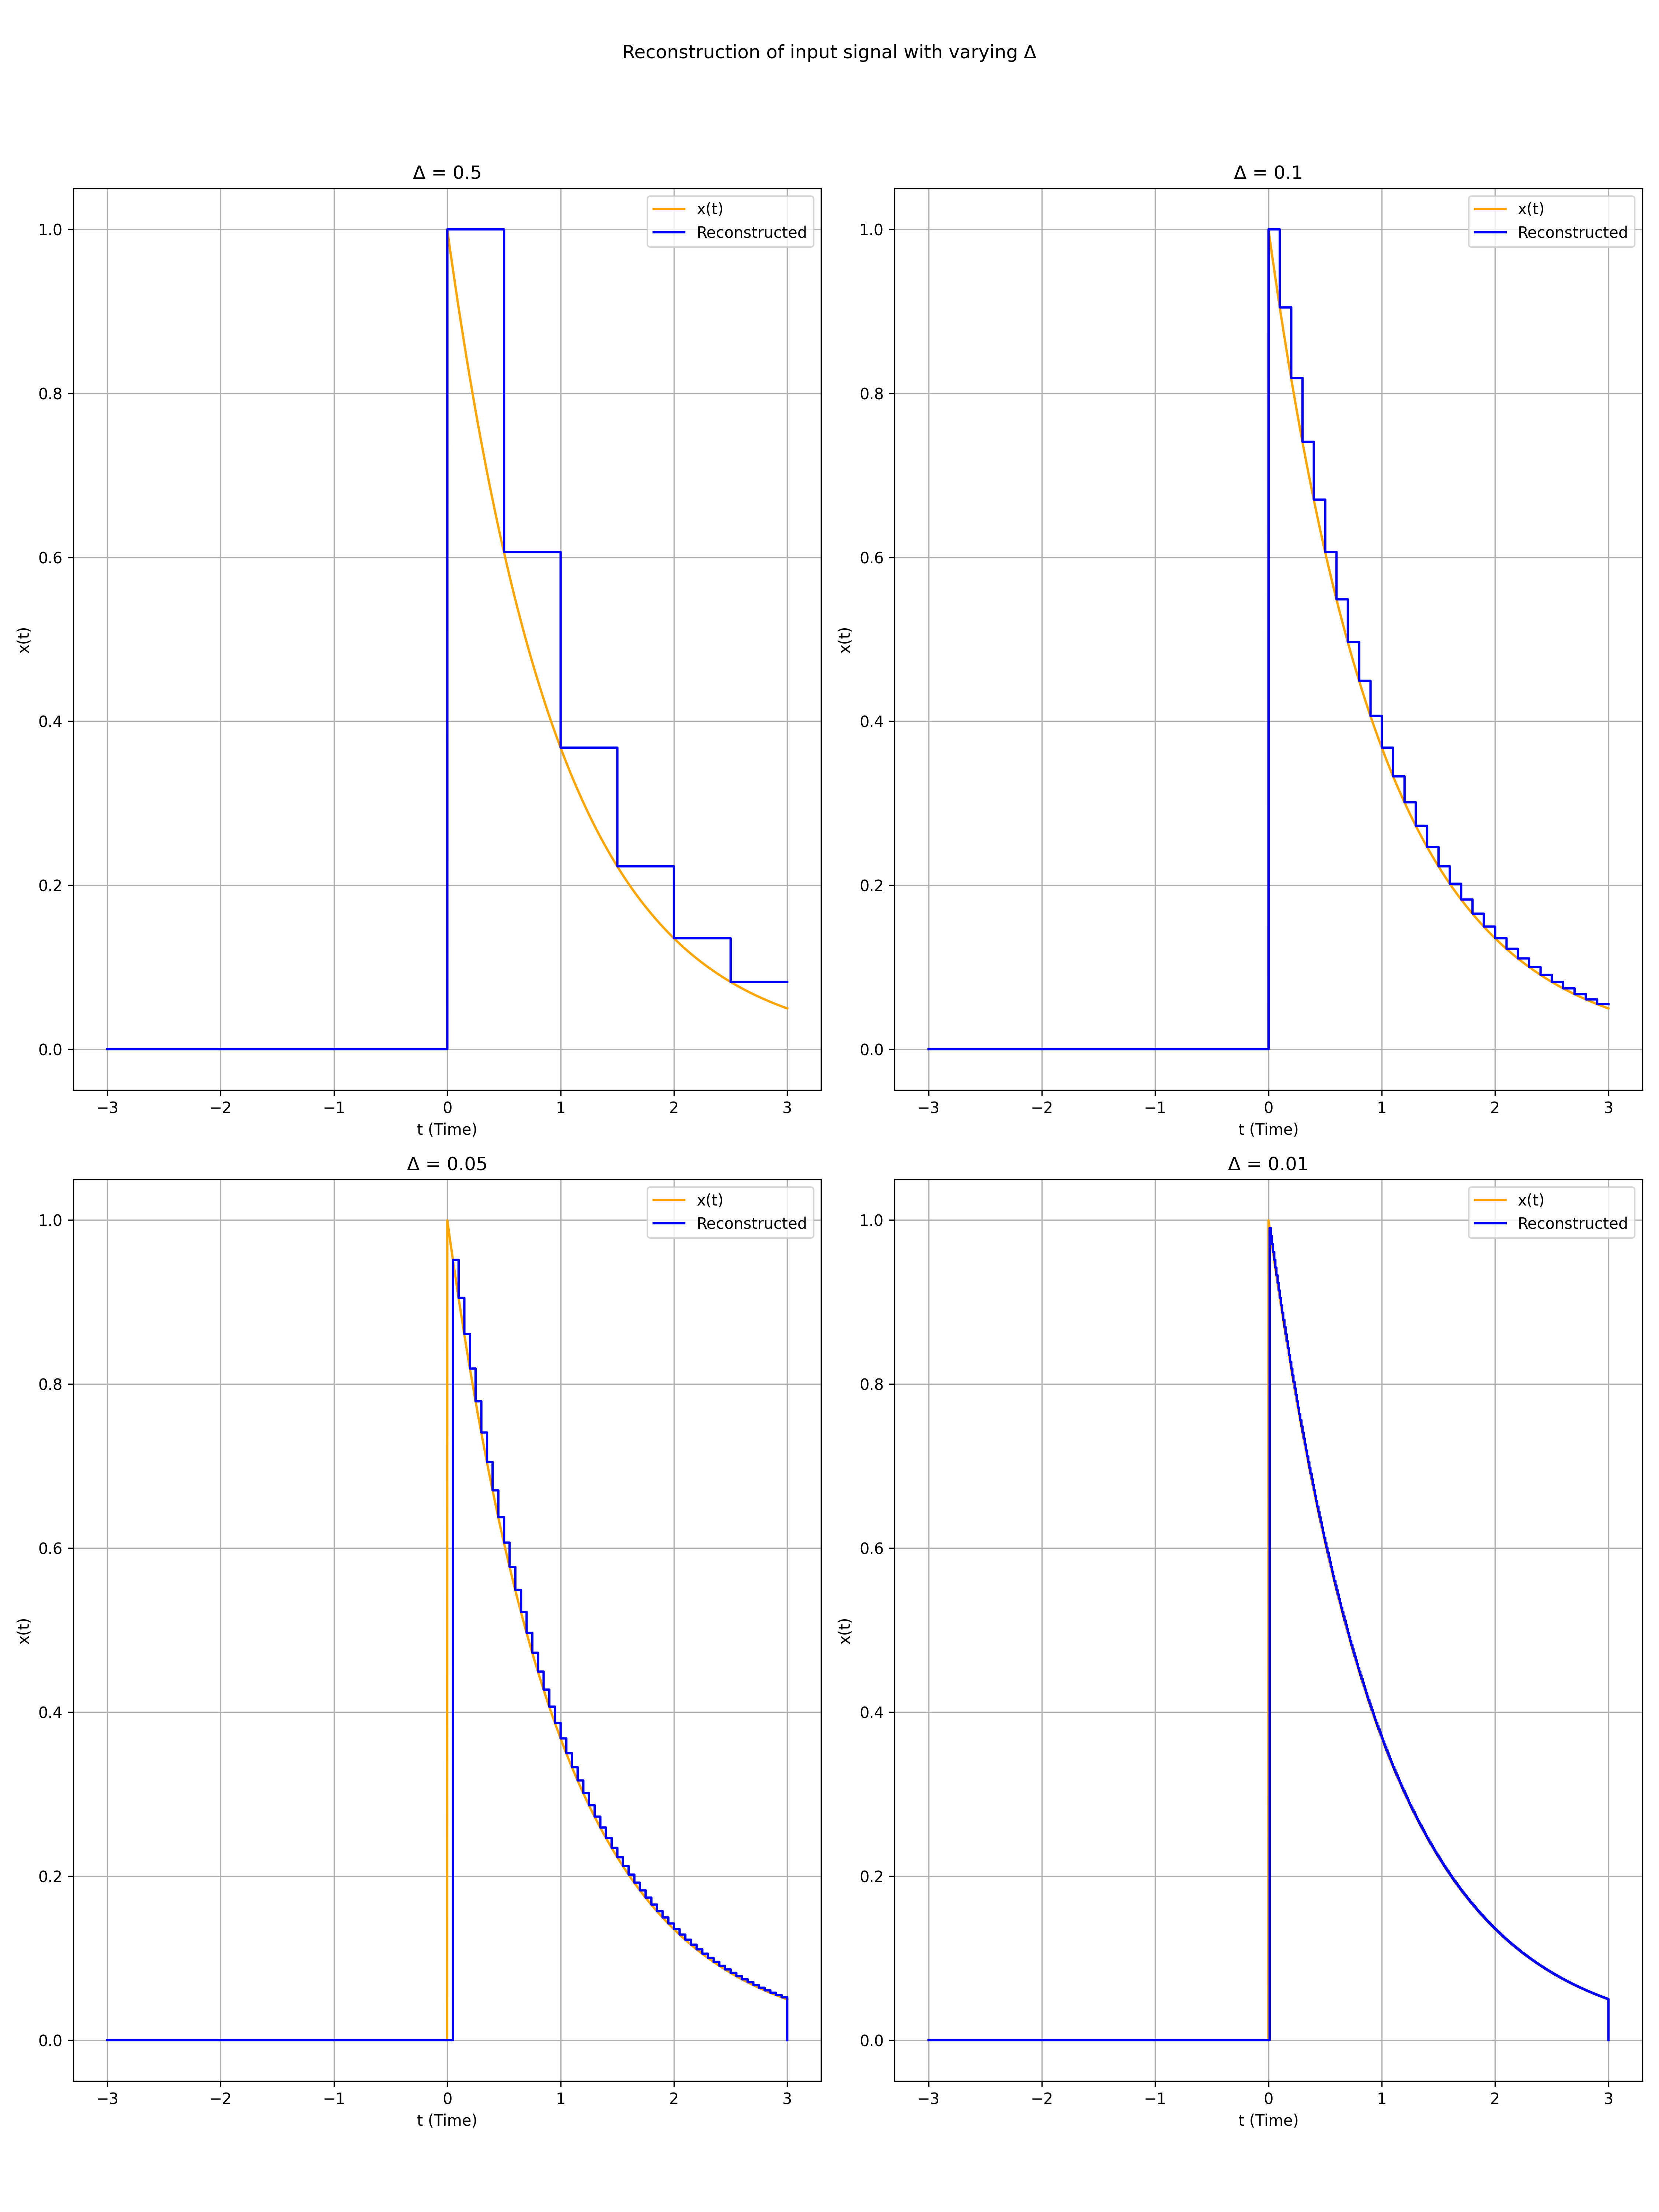 Reconstruction of input signal with varying Δ
Δ = 0.5
x(t)
Reconstructed
1.0
0.8
0.6
0.4
0.2
0.0
x(t)
−3 −2 −1 0 1 2 3
t (Time)
Δ = 0.1
x(t)
Reconstructed
1.0
0.8
0.6
0.4
0.2
0.0
x(t)
−3 −2 −1 0 1 2 3
t (Time)
Δ = 0.05
x(t)
Reconstructed
1.0
0.8
0.6
0.4
0.2
0.0
x(t)
−3 −2 −1 0 1 2 3
t (Time)
Δ = 0.01
x(t)
Reconstructed
1.0
0.8
0.6
0.4
0.2
0.0
x(t)
−3 −2 −1 0 1 2 3
t (Time)